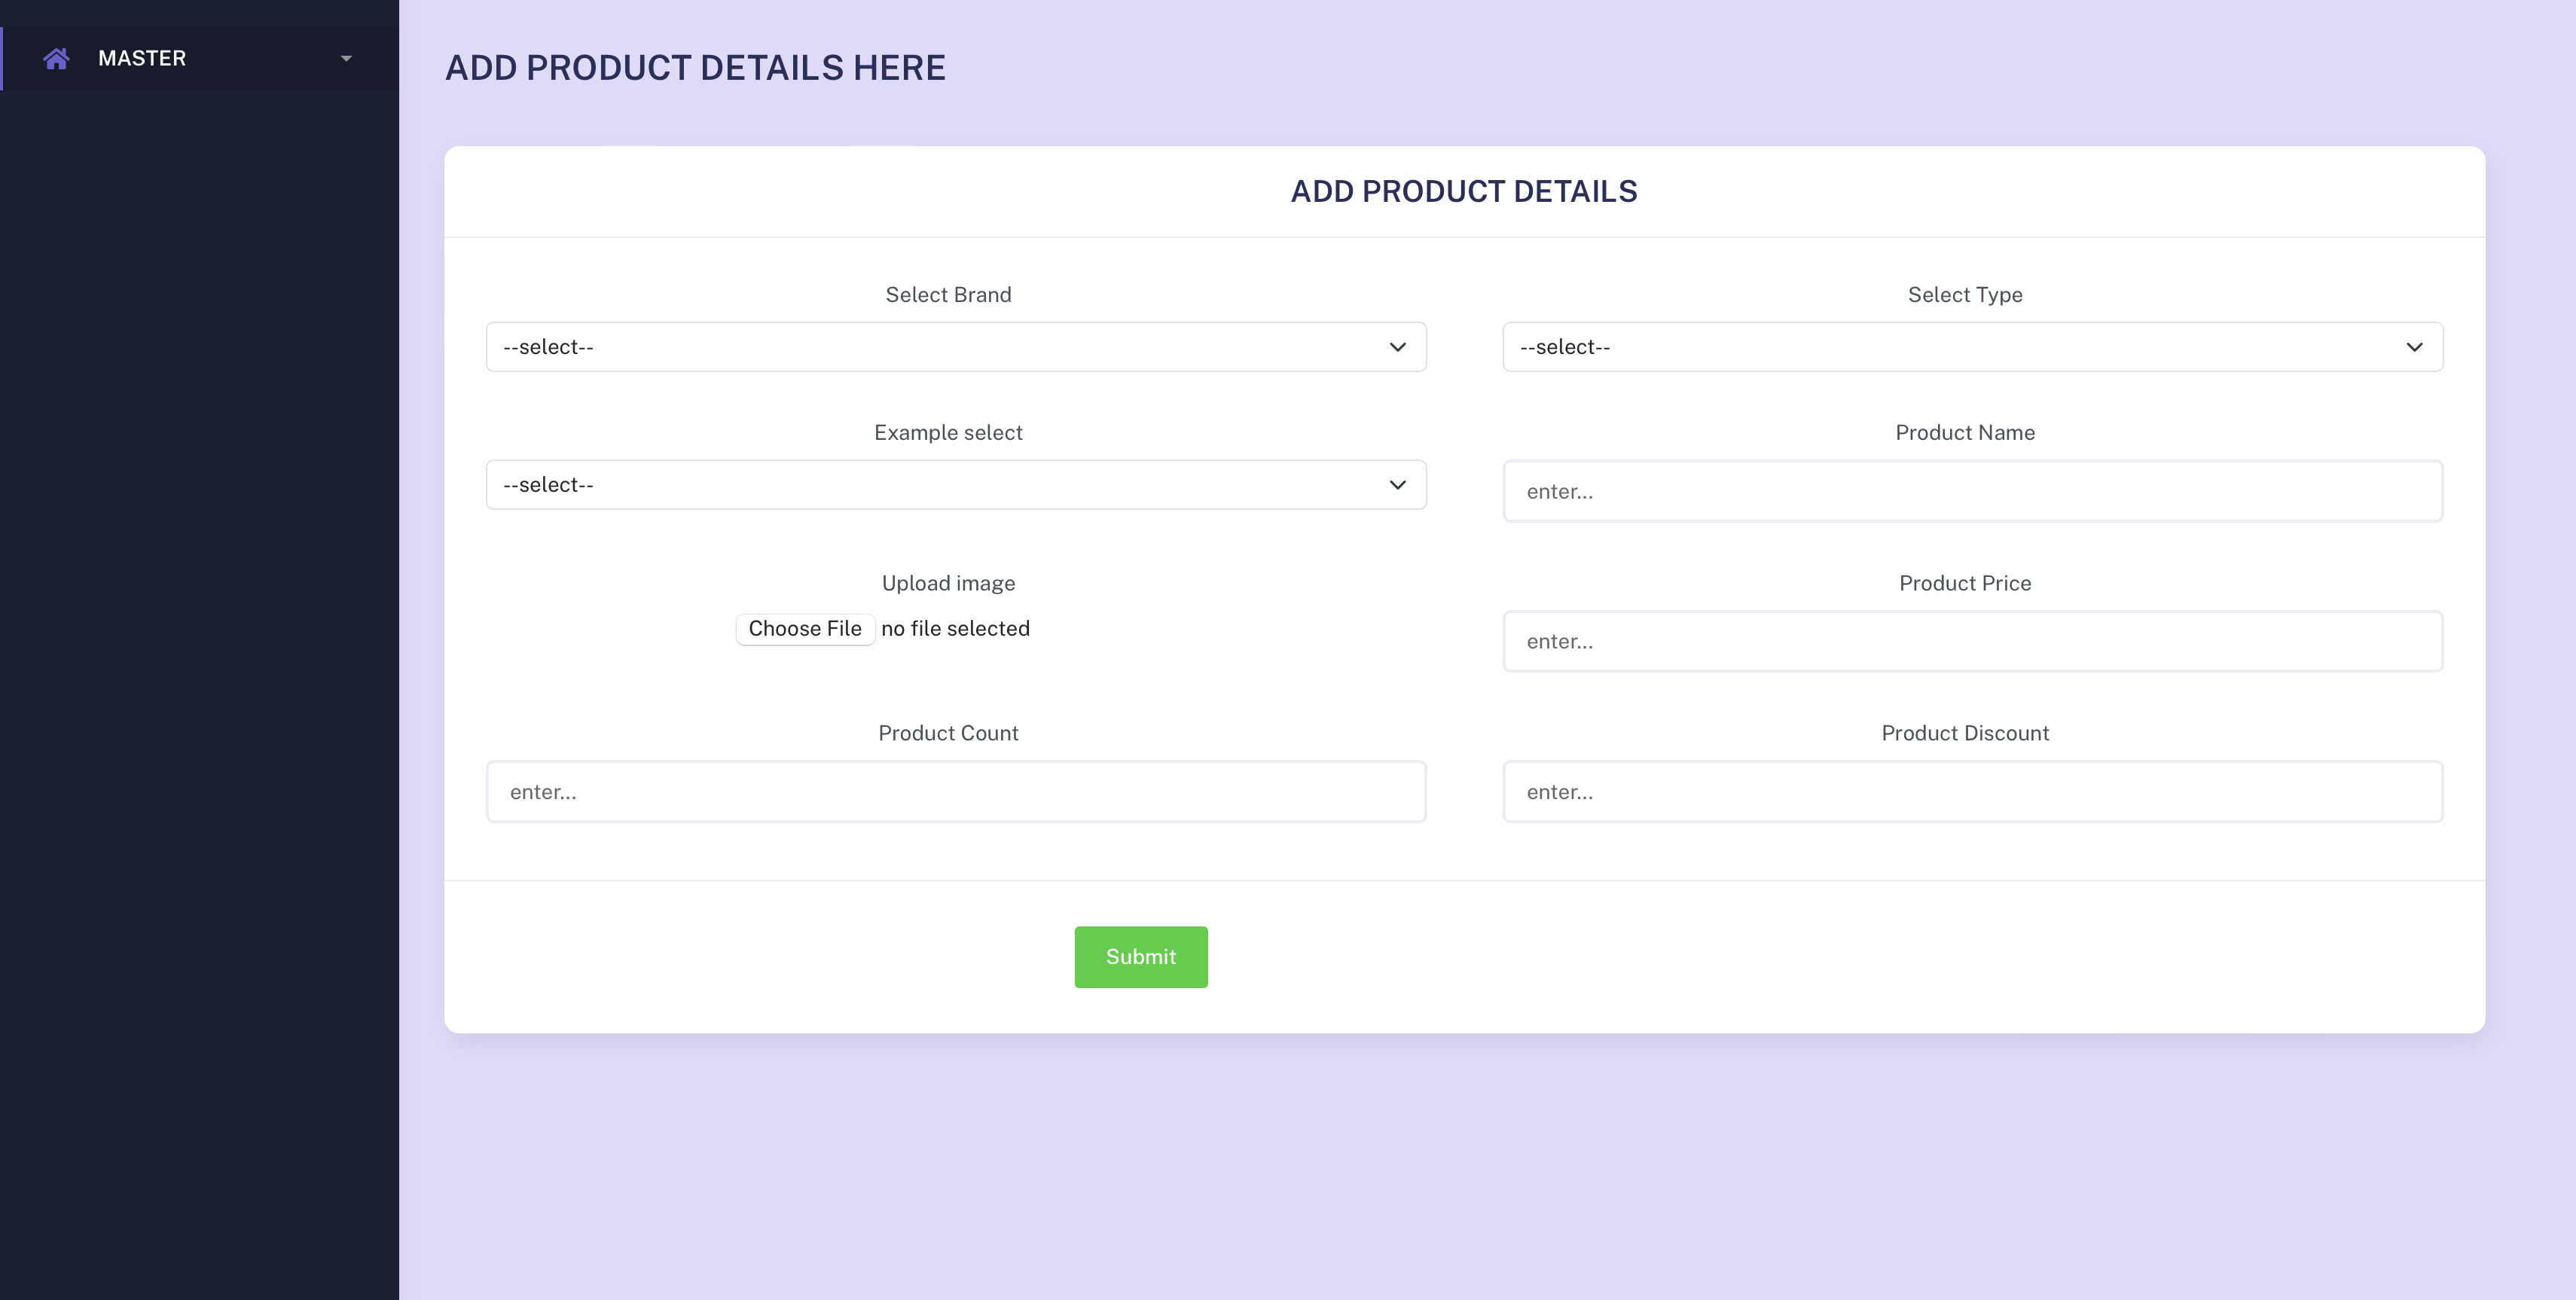 MASTER
ADD PRODUCT DETAILS HERE
ADD PRODUCT DETAILS
Select Brand
--select--
Select Type
--select--
Example select
--select--
Product Name
enter...
Upload image
Choose File no file selected
Product Price
enter...
Product Count
enter...
Product Discount
enter...
Submit